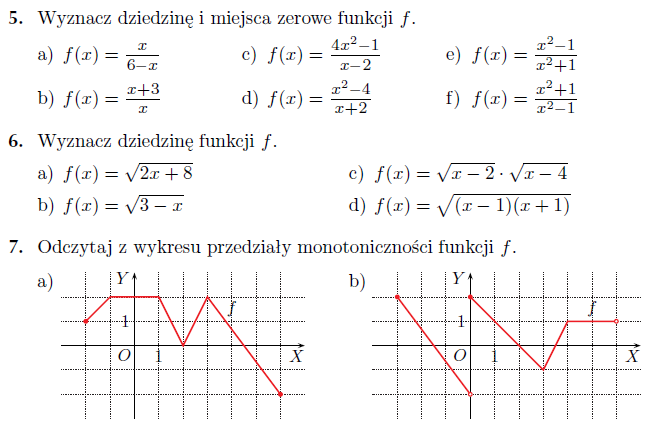 5. Wyznacz dziedzinę i miejsca zerowe funkcji f.
a) f(x) = x/(6−x) c) f(x) = (4x²−1)/(x−2) e) f(x) = (x²−1)/(x²+1)
b) f(x) = (x+3)/x d) f(x) = (x²−4)/(x+2) f) f(x) = (x²+1)/(x²−1)
6. Wyznacz dziedzinę funkcji f.
a) f(x) = √(2x + 8) c) f(x) = √(x − 2) · √(x − 4)
b) f(x) = √(3 − x) d) f(x) = √((x − 1)(x + 1))
7. Odczytaj z wykresu przedziały monotoniczności funkcji f.
a) Y b) Y
f f
1 1
O 1 X O 1 X